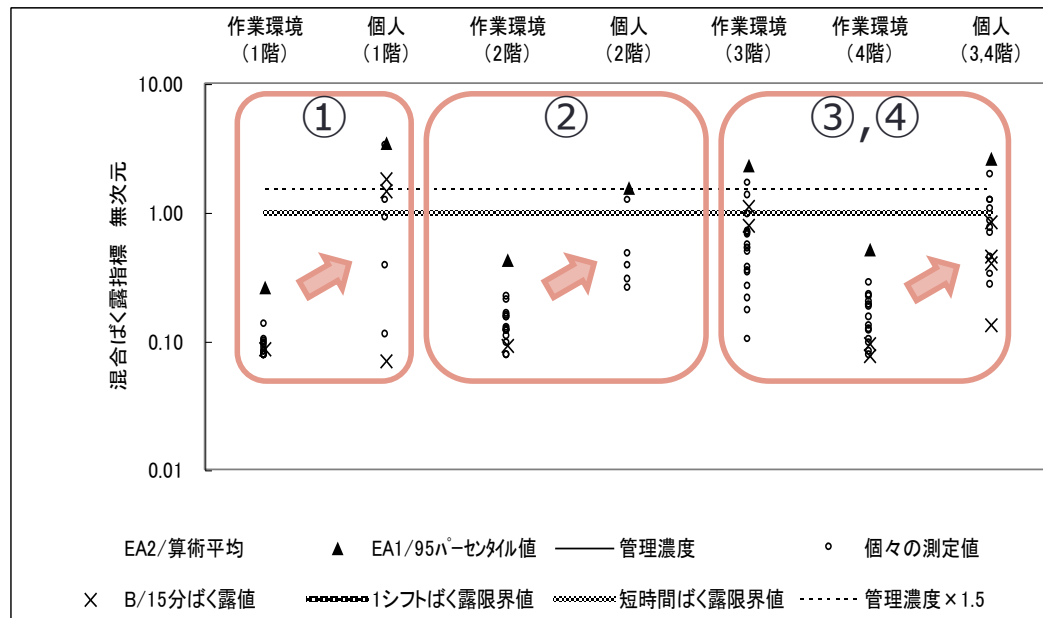 作業環境 個人 作業環境 個人 作業環境 作業環境 個人
(1階) (1階) (2階) (2階) (3階) (4階) (3,4階)
10.00
① ② ③,④
1.00
0.10
0.01
混合ばく露指標 無次元
EA2/算術平均 ▲ EA1/95パーセンタイル値 管理濃度 個々の測定値
× B/15分ばく露値 1シフトばく露限界値 短時間ばく露限界値 管理濃度×1.5